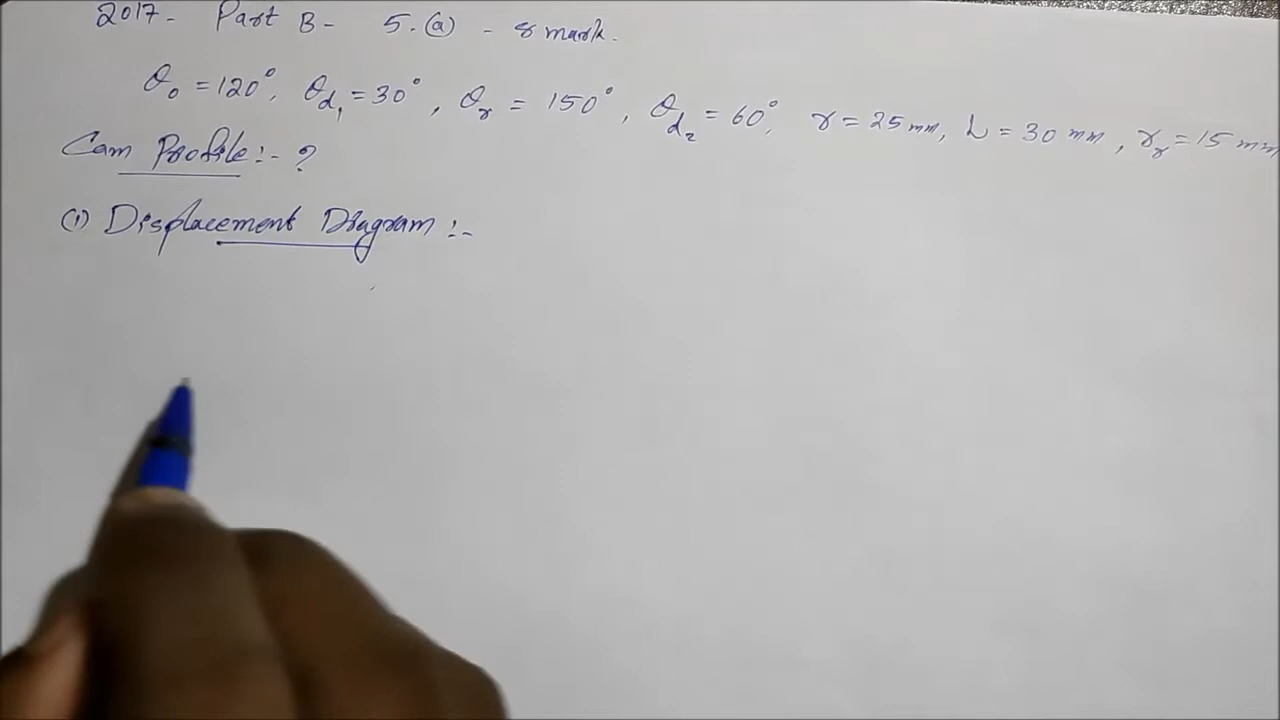 2017- Part B- 5.(a) - 8 mark.
θ₀ = 120°, θd₁ = 30°, θr = 150°, θd₂ = 60°, r = 25 mm, L = 30 mm, rr = 15 mm
Cam Profile:- ?
(1) Displacement Diagram :-